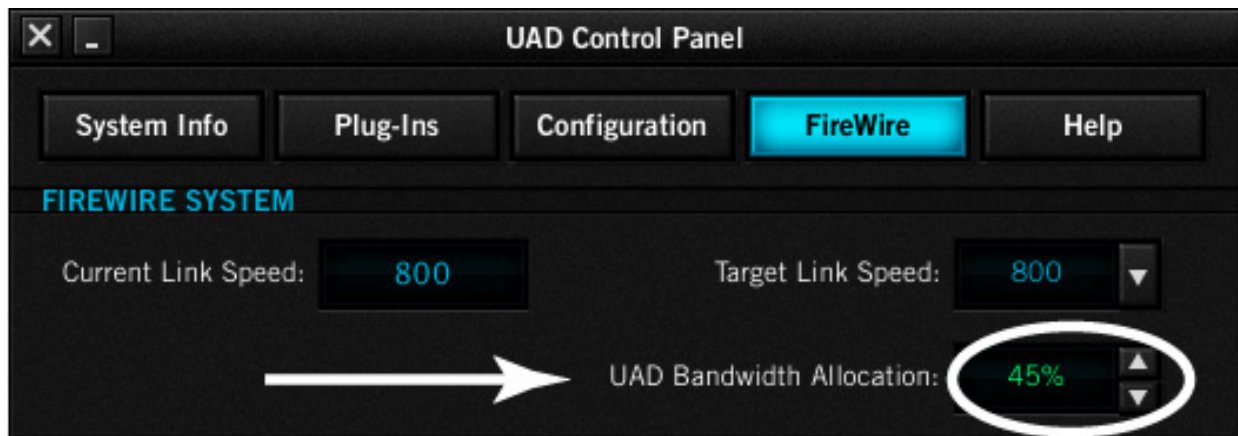 UAD Control Panel
System Info Plug-Ins Configuration FireWire Help
FIREWIRE SYSTEM
Current Link Speed: 800 Target Link Speed: 800
UAD Bandwidth Allocation: 45%